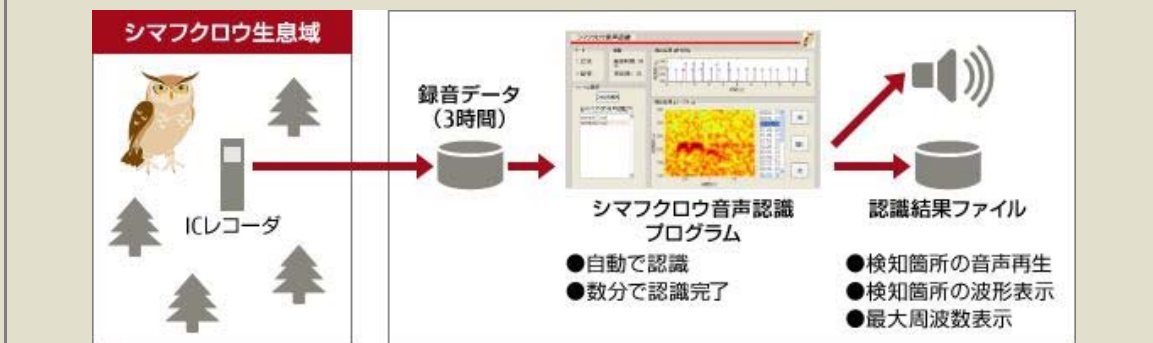 シマフクロウ生息域
ICレコーダ
録音データ
（3時間）
シマフクロウ音声認識
プログラム
●自動で認識
●数分で認識完了
認識結果ファイル
●検知箇所の音声再生
●検知箇所の波形表示
●最大周波数表示